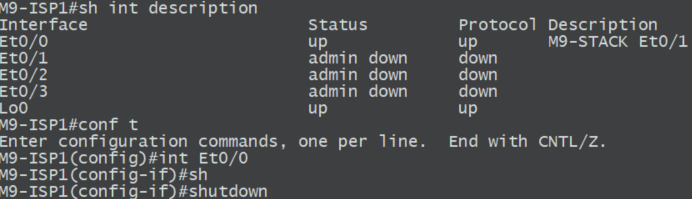 M9-ISP1#sh int description
Interface Status Protocol Description
Et0/0 up up M9-STACK Et0/1
Et0/1 admin down down
Et0/2 admin down down
Et0/3 admin down down
Lo0 up up
M9-ISP1#conf t
Enter configuration commands, one per line. End with CNTL/Z.
M9-ISP1(config)#int Et0/0
M9-ISP1(config-if)#sh
M9-ISP1(config-if)#shutdown